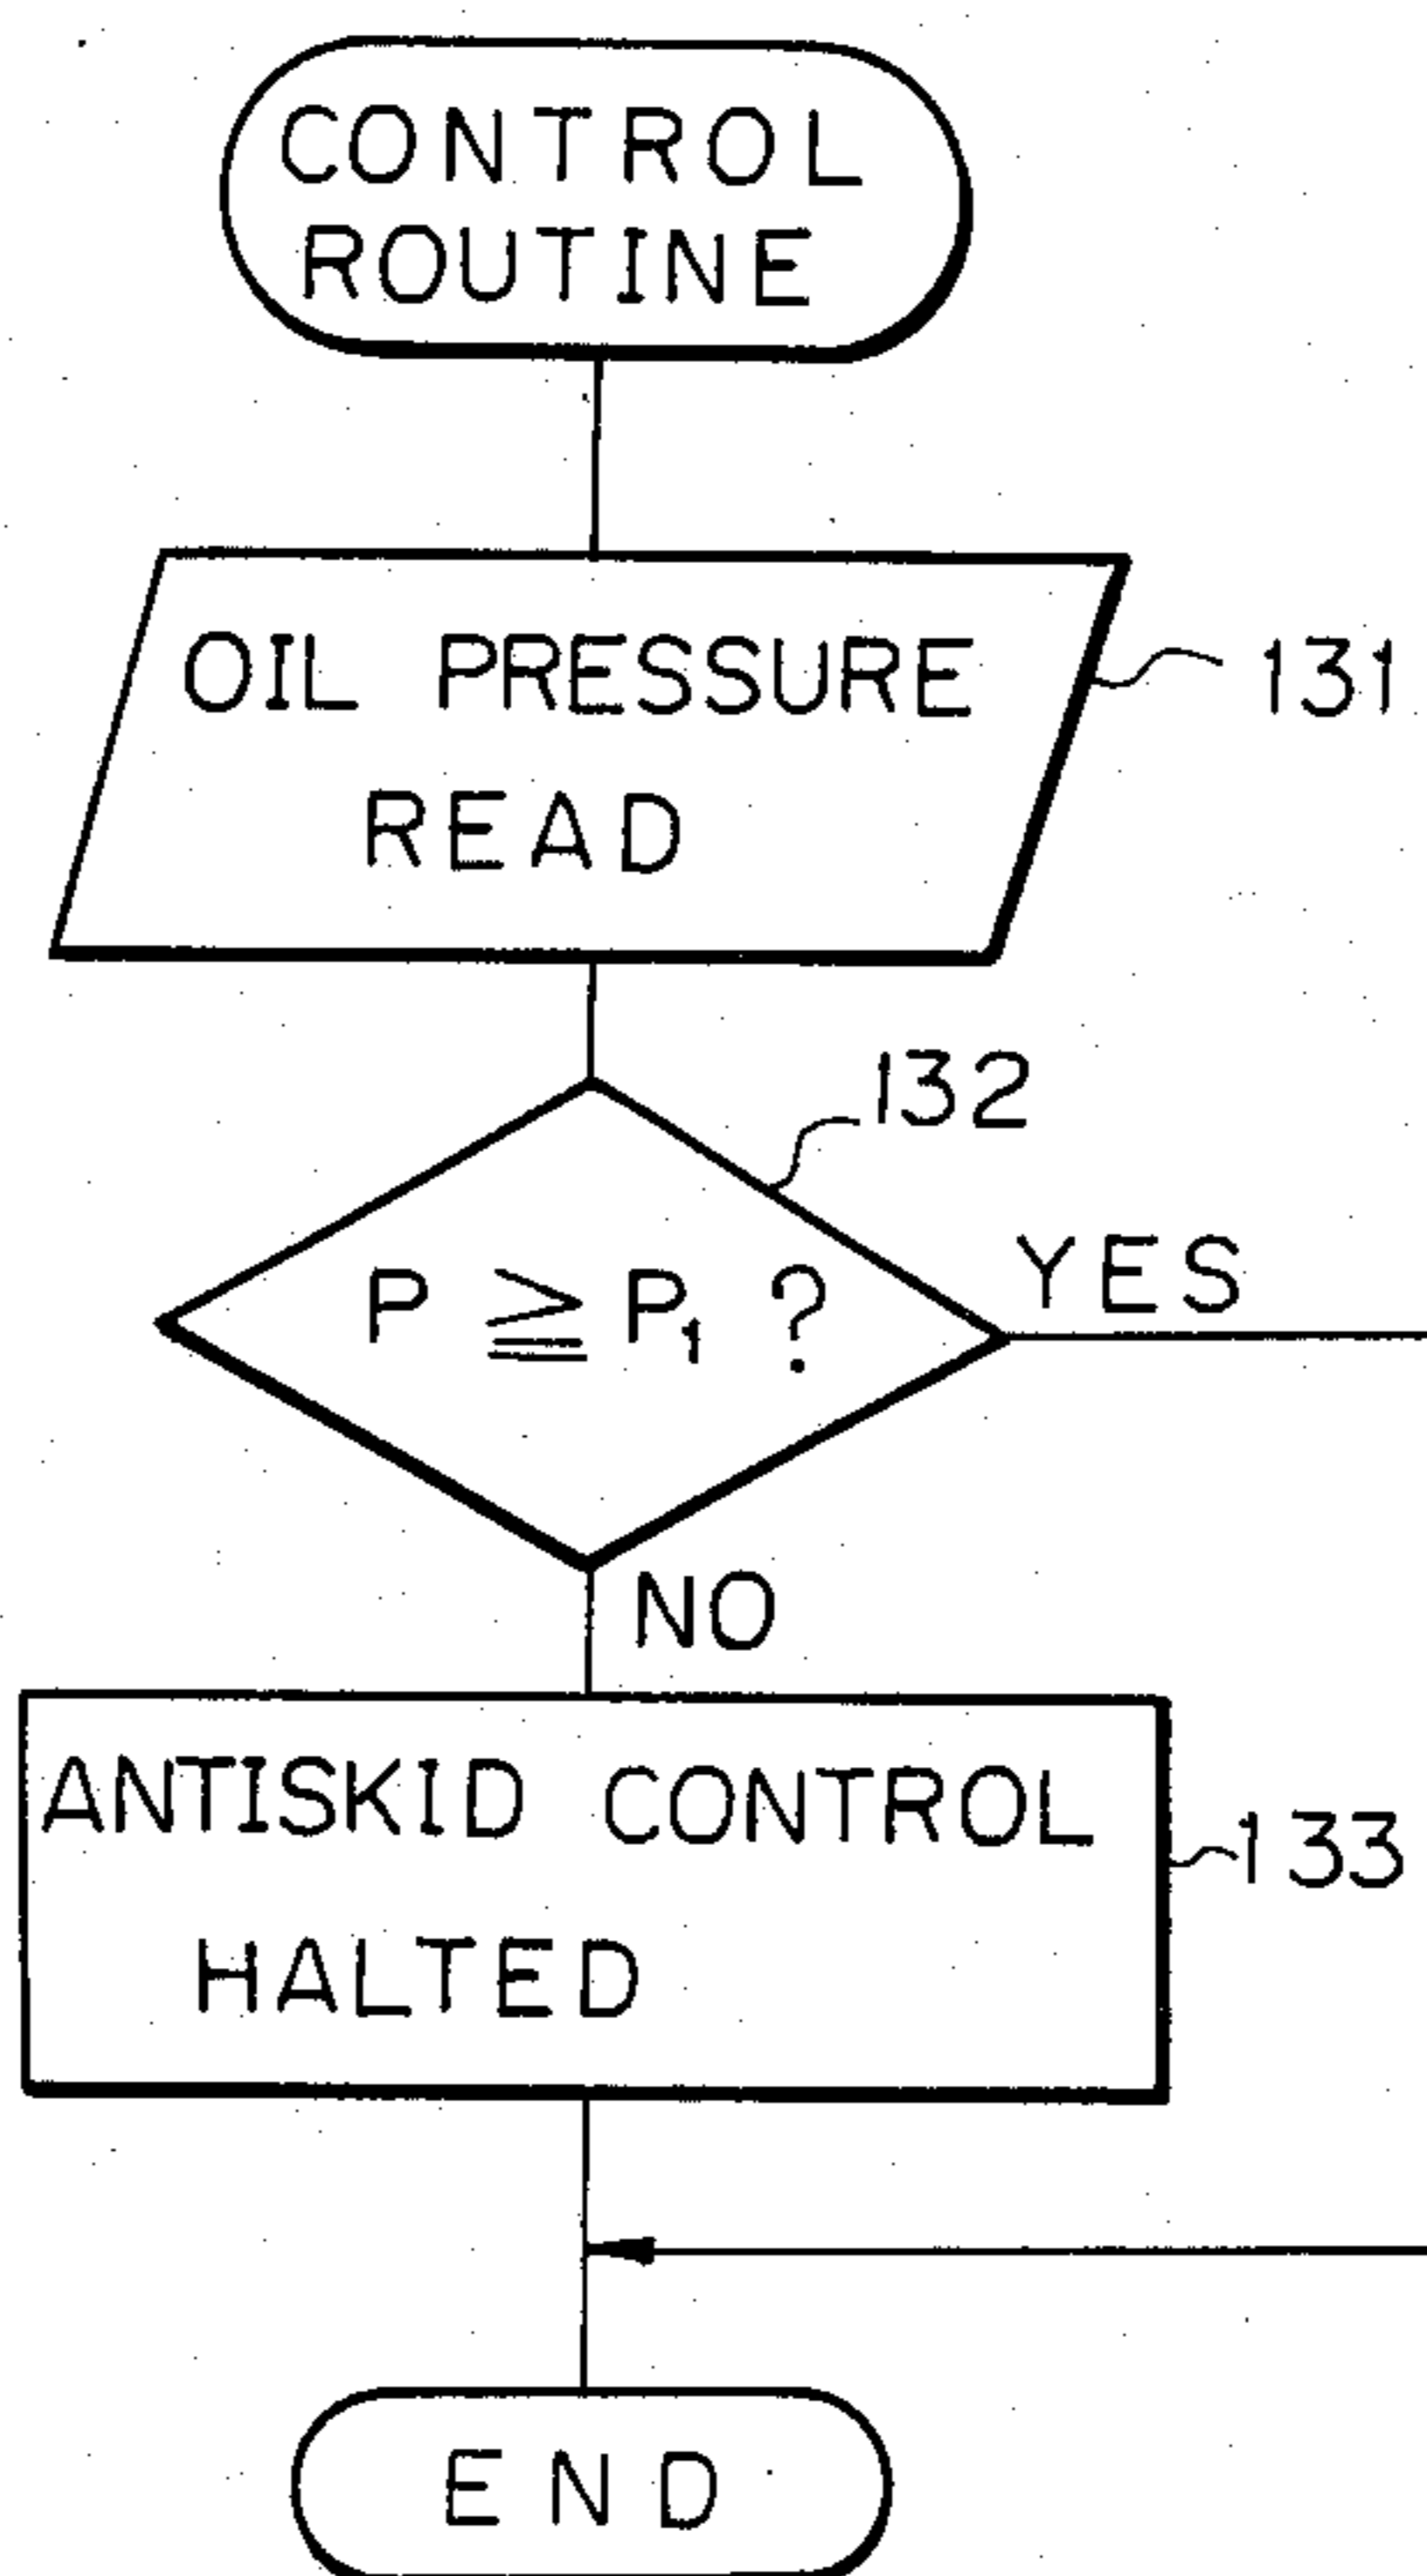 CONTROL
ROUTINE
OIL PRESSURE
READ
131
132
P ≧ P₁ ?
YES
NO
ANTISKID CONTROL
HALTED
133
END